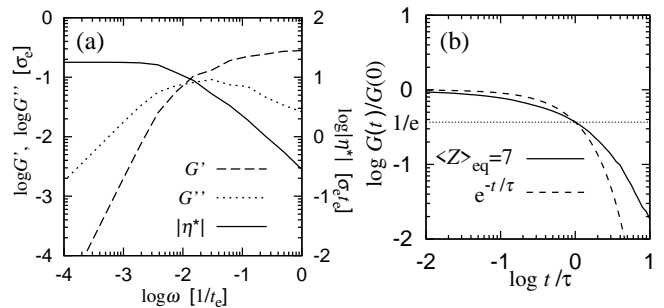 (a)
logG', logG'' [σe]
0
-1
-2
-3
-4
2
1
0
-1
-2
log|η*| [σete]
G'
G''
|η*|
-4 -3 -2 -1 0
logω [1/te]
(b)
log G(t)/G(0)
0
1/e
-1
-2
<Z>eq=7
e-t/τ
-2 -1 0 1 2
log t/τ